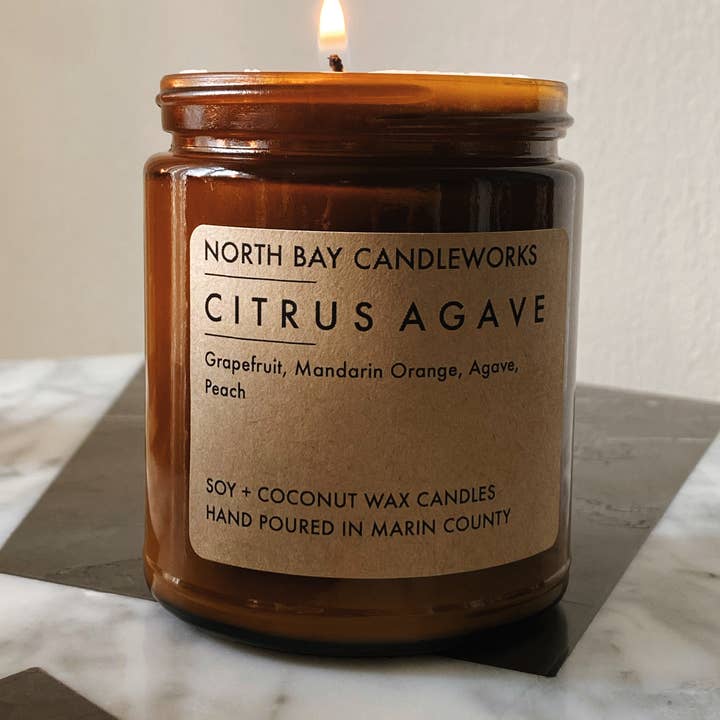 NORTH BAY CANDLEWORKS
CITRUS AGAVE
Grapefruit, Mandarin Orange, Agave,
Peach
SOY + COCONUT WAX CANDLES
HAND POURED IN MARIN COUNTY